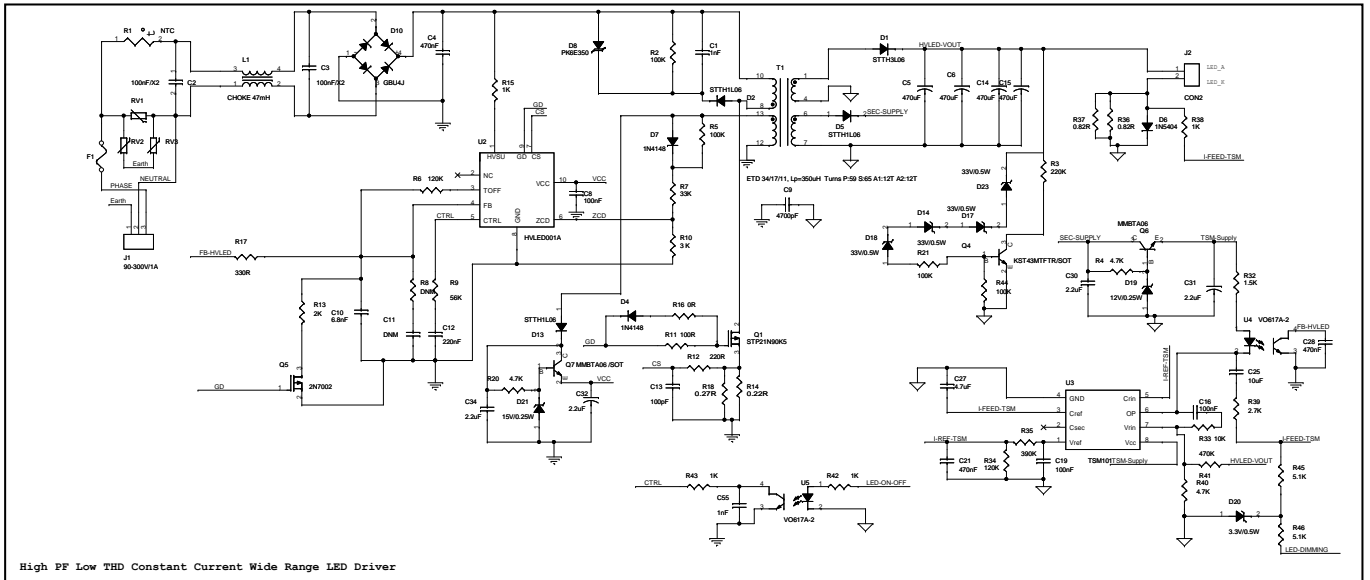 R1 NTC
D10
C4
470nF
D8
PK6E350
R2
100K
C1
1nF
D1
STTH3L06
HVLED-VOUT
J2
LED_A
LED_K
CON2
L1
CHOKE 47mH
C3
100nF/X2
GBU4J
100nF/X2
C2
R15
1K
STTH1L06
D2
T1
C5
470uF
C6
470uF
C14
470uF
C15
470uF
RV1
RV2
RV3
Earth
F1
NEUTRAL
PHASE
Earth
J1
90-300V/1A
GD
CS
U2
HVSU
GD
CS
NC
TOFF
FB
CTRL
GND
VCC
ZCD
HVLED001A
VCC
C8
100nF
ZCD
D7
1N4148
R5
100K
R7
33K
R10
3 K
SEC-SUPPLY
D5
STTH1L06
ETD 34/17/11, Lp=350uH Turns P:59 S:65 A1:12T A2:12T
C9
4700pF
R37
0.82R
R36
0.82R
D6
1N5404
R38
1K
I-FEED-TSM
R6 120K
CTRL
FB-HVLED
R17
330R
R13
2K
C10
6.8nF
R8
DNM
R9
56K
C11
DNM
C12
220nF
Q5
2N7002
GD
33V/0.5W
D23
R3
220K
D14
33V/0.5W
33V/0.5W
D17
D18
33V/0.5W
R21
100K
Q4
KST43MTFTR/SOT
R44
100K
MMBTA06
Q6
SEC-SUPPLY
TSM-Supply
R4 4.7K
C30
2.2uF
D19
12V/0.25W
C31
2.2uF
R32
1.5K
U4 VO617A-2
FB-HVLED
C28
470nF
STTH1L06
D13
D4
1N4148
R16 0R
R11 100R
GD
Q1
STP21N90K5
R20 4.7K
Q7 MMBTA06 /SOT
VCC
C34
2.2uF
D21
15V/0.25W
C32
2.2uF
CS
R12
220R
C13
100pF
R18
0.27R
R14
0.22R
I-REF-TSM
C25
10uF
R39
2.7K
C27
4.7uF
I-FEED-TSM
U3
GND
Cref
Csec
Vref
Crin
OP
Vrin
Vcc
TSM101
C16
100nF
R33 10K
I-FEED-TSM
I-REF-TSM
R35
390K
C21
470nF
R34
120K
C19
100nF
TSM-Supply
470K
R41
HVLED-VOUT
R40
4.7K
D20
3.3V/0.5W
R45
5.1K
R46
5.1K
LED-DIMMING
CTRL
R43 1K
C55
1nF
U5
VO617A-2
R42 1K
LED-ON-OFF
High PF Low THD Constant Current Wide Range LED Driver